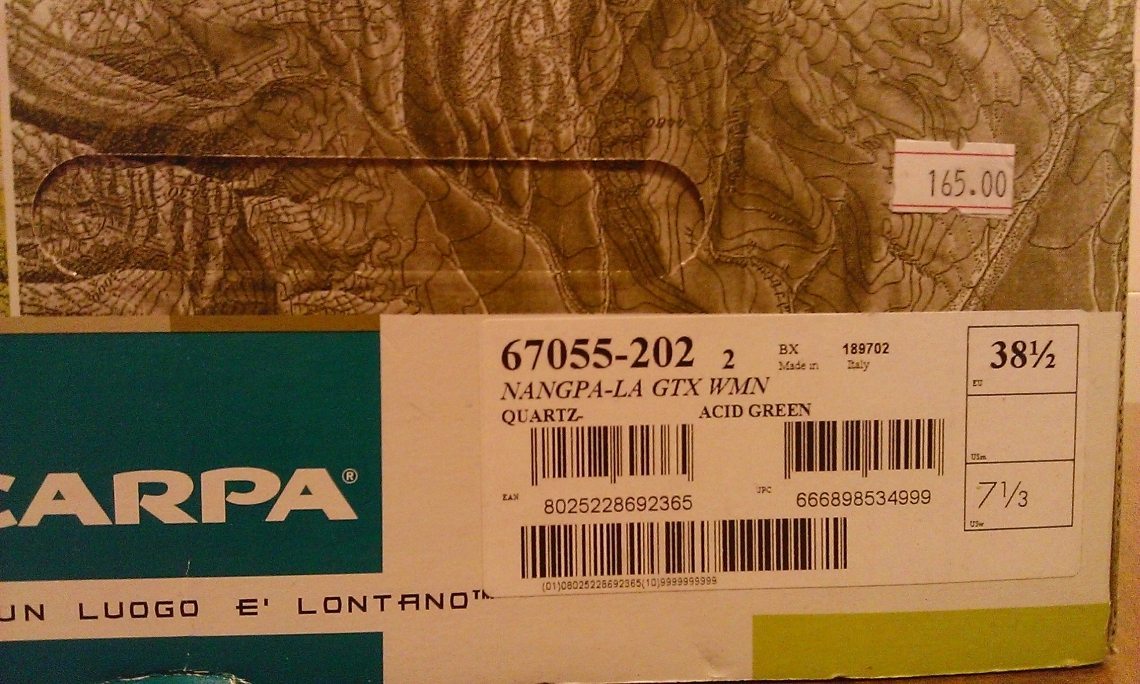 165.00
67055-202 2 BX 189702
Made in Italy
NANGPA-LA GTX WMN
QUARTZ- ACID GREEN
38½
EU
USm
7⅓
USw
EAN 8025228692365
UPC 666898534999
(01)08025228692365(10)9999999999
CARPA®
UN LUOGO E' LONTANO™